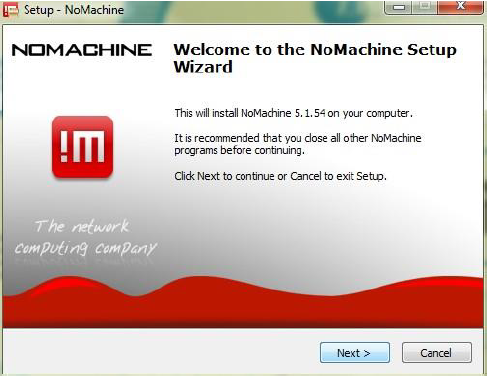 Setup - NoMachine
NOMACHINE
Welcome to the NoMachine Setup
Wizard
This will install NoMachine 5.1.54 on your computer.
It is recommended that you close all other NoMachine
programs before continuing.
Click Next to continue or Cancel to exit Setup.
!M
The network
computing company
Next >
Cancel